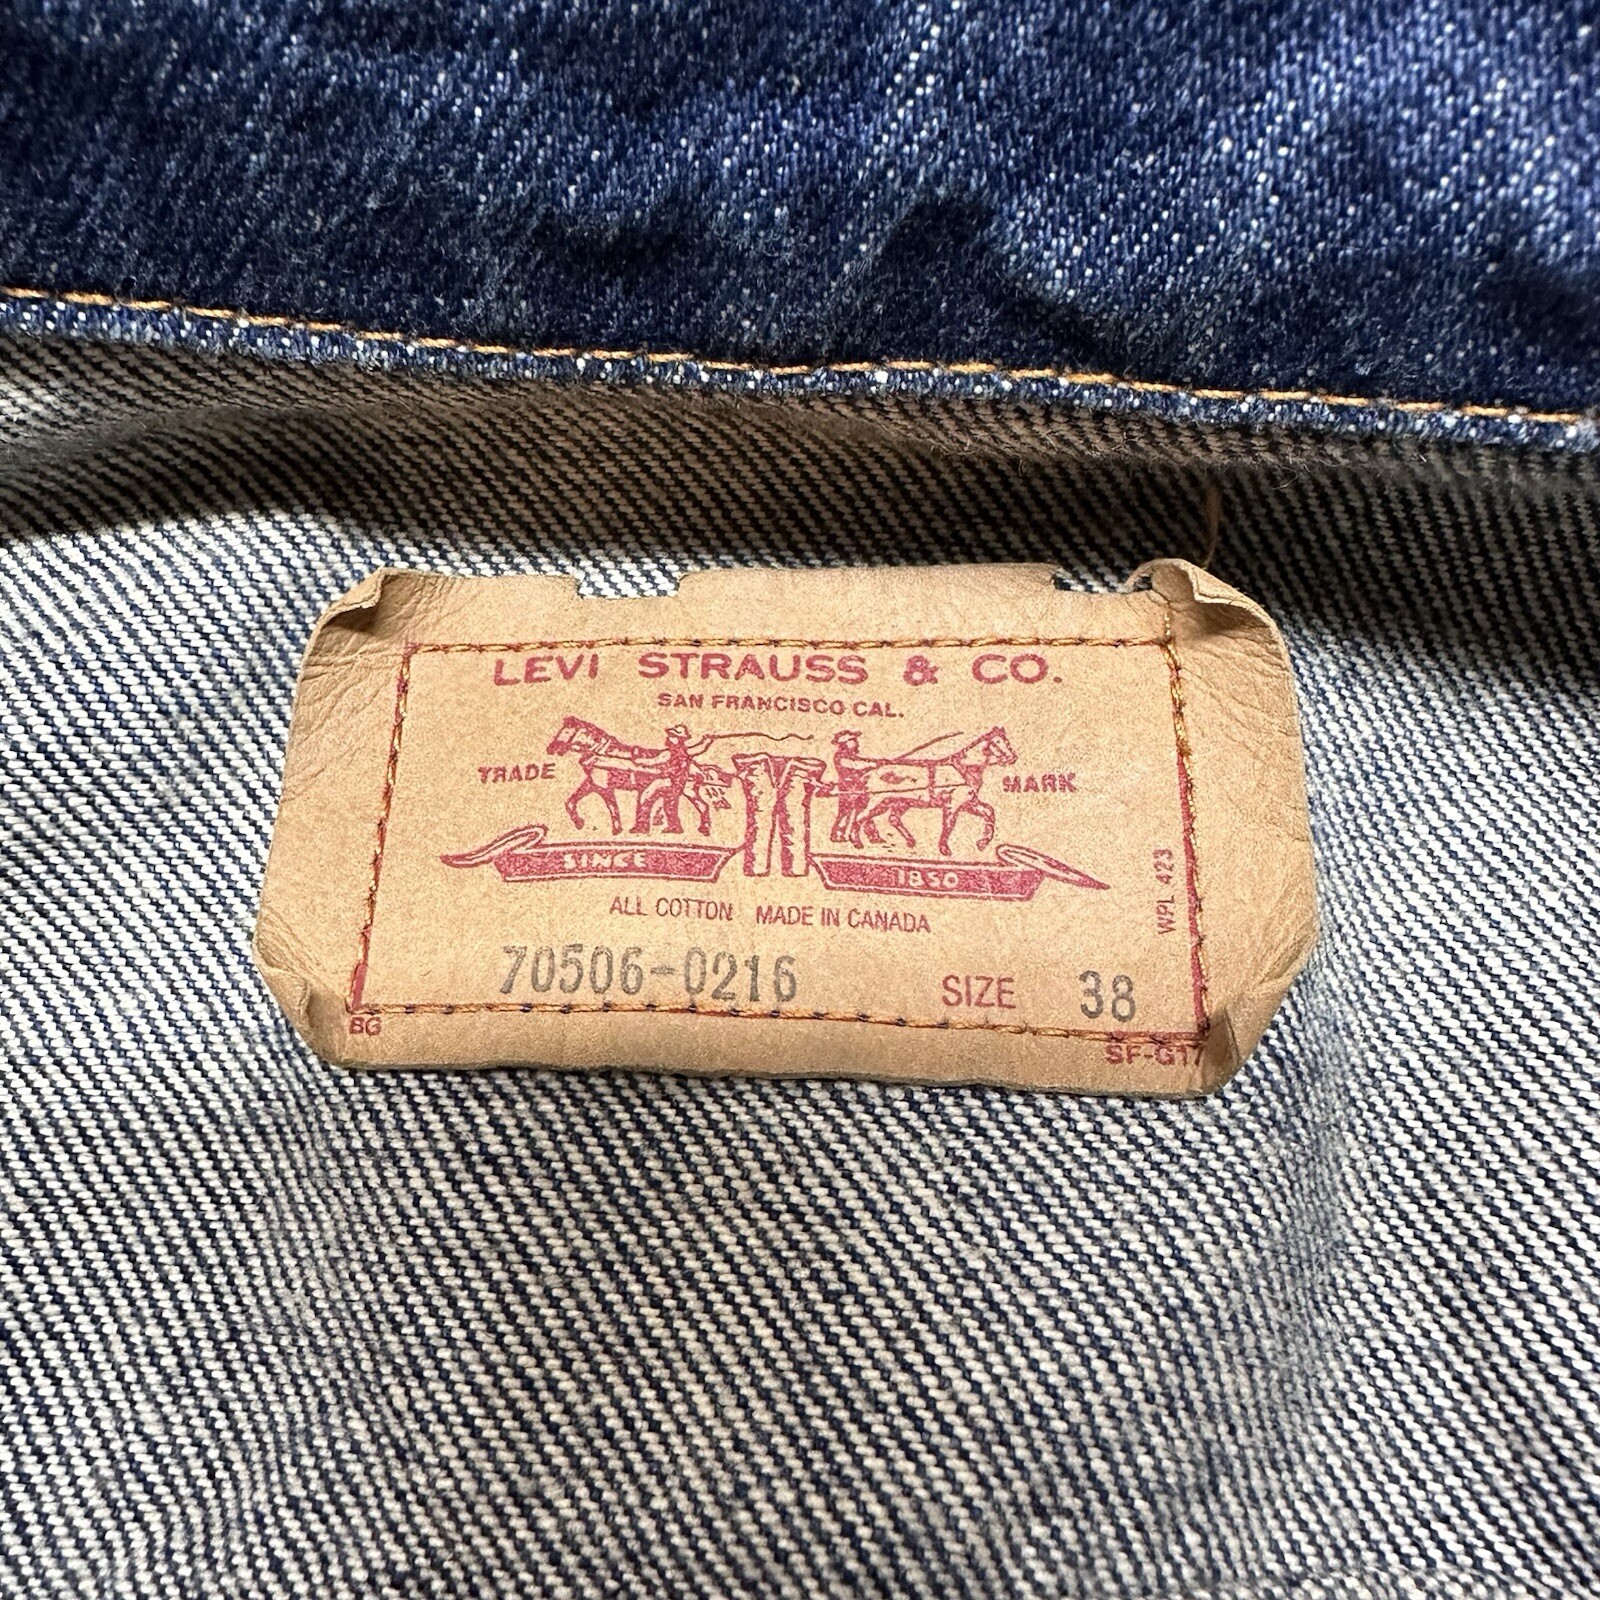 LEVI STRAUSS & CO.
SAN FRANCISCO CAL.
TRADE MARK
SINCE 1850
ALL COTTON MADE IN CANADA
WPL 423
70506-0216 SIZE 38
BG SF-G17